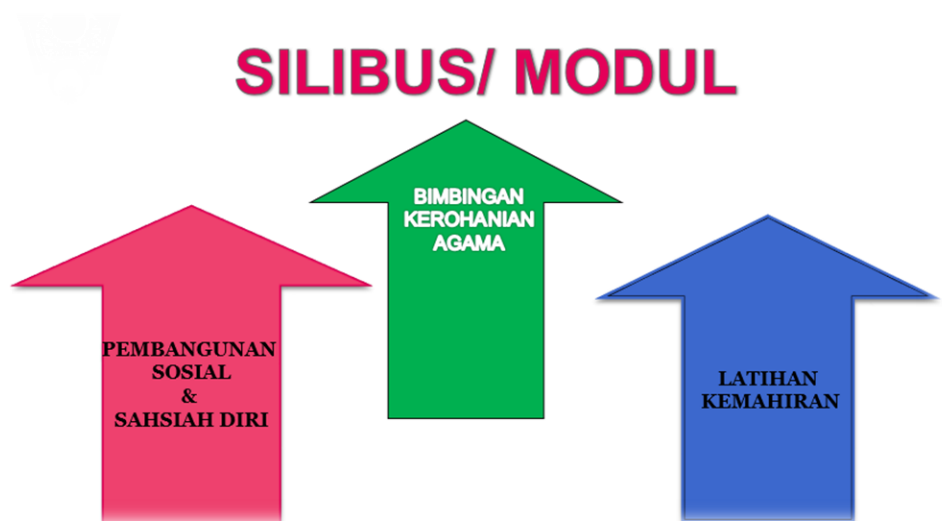 SILIBUS/ MODUL
BIMBINGAN
KEROHANIAN
AGAMA
PEMBANGUNAN
SOSIAL
&
SAHSIAH DIRI
LATIHAN
KEMAHIRAN